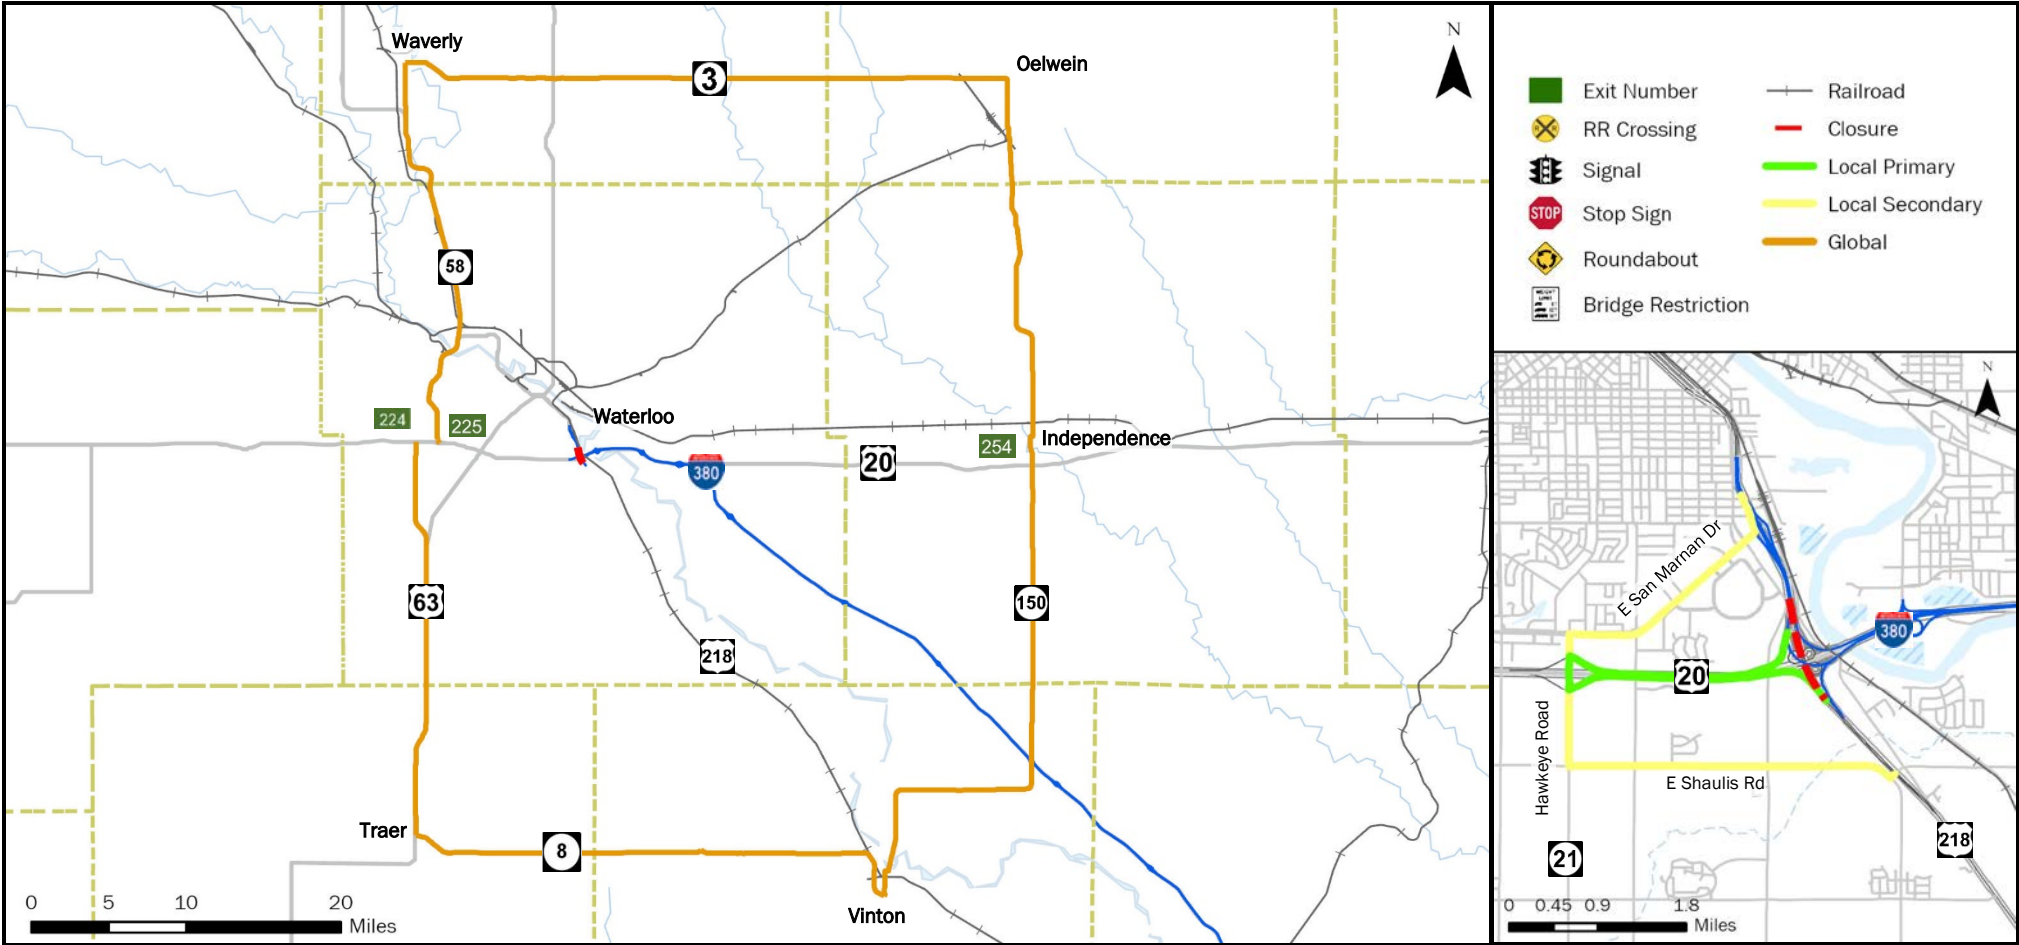 Waverly
3
Oelwein
N
58
224
225
Waterloo
254
Independence
380
20
63
150
218
Traer
8
Vinton
0 5 10 20
Miles
Exit Number
RR Crossing
Signal
STOP
Stop Sign
Roundabout
Bridge Restriction
Railroad
Closure
Local Primary
Local Secondary
Global
N
E San Marnan Dr
380
20
Hawkeye Road
E Shaulis Rd
21
218
0 0.45 0.9 1.8
Miles